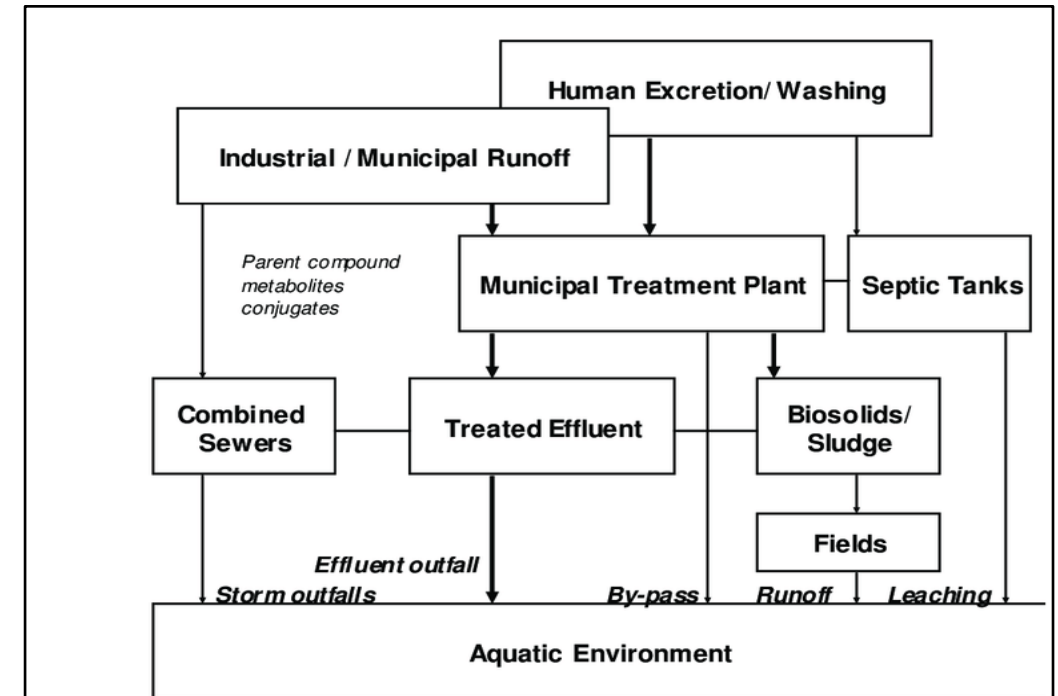 Human Excretion/ Washing
Industrial / Municipal Runoff
Parent compound
metabolites
conjugates
Municipal Treatment Plant
Septic Tanks
Combined
Sewers
Treated Effluent
Biosolids/
Sludge
Fields
Effluent outfall
Storm outfalls
By-pass
Runoff
Leaching
Aquatic Environment